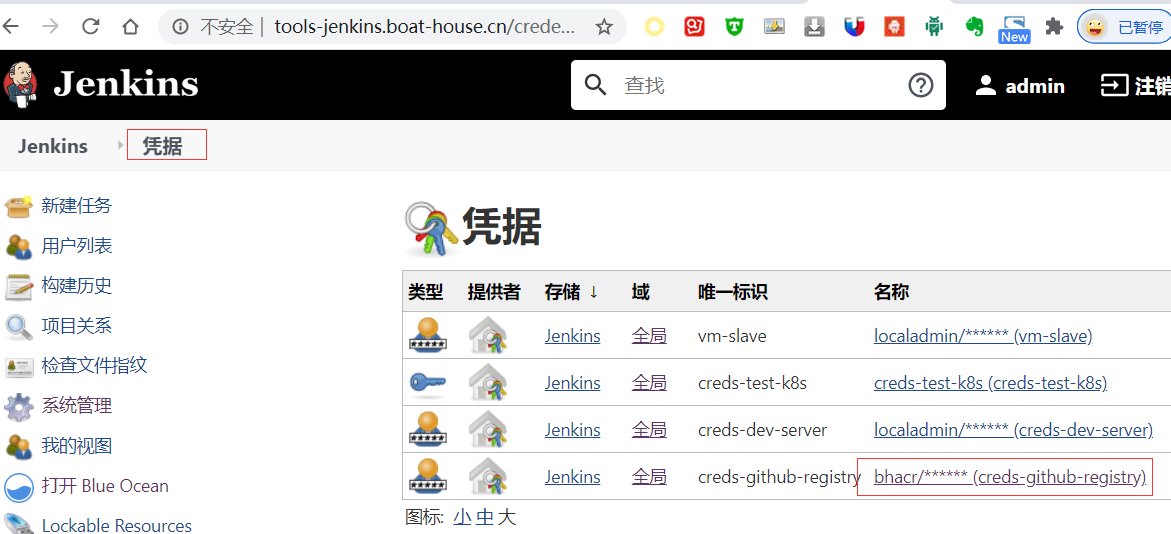 不安全 | tools-jenkins.boat-house.cn/crede... New 已暂停
Jenkins 查找 admin 注销
Jenkins 凭据
新建任务
用户列表
构建历史
项目关系
检查文件指纹
系统管理
我的视图
打开 Blue Ocean
Lockable Resources
凭据
类型 提供者 存储 ↓ 域 唯一标识 名称
Jenkins 全局 vm-slave localadmin/****** (vm-slave)
Jenkins 全局 creds-test-k8s creds-test-k8s (creds-test-k8s)
Jenkins 全局 creds-dev-server localadmin/****** (creds-dev-server)
Jenkins 全局 creds-github-registry bhacr/****** (creds-github-registry)
图标: 小 中 大